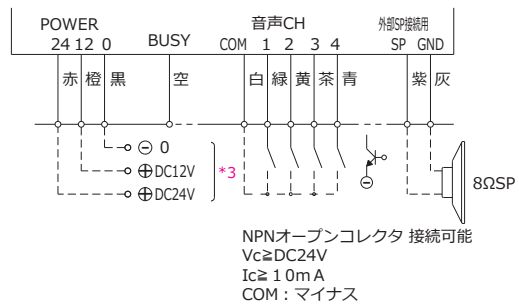 POWER
音声CH
外部SP接続用
24 12 0
BUSY
COM 1 2 3 4
SP GND
赤 橙 黒 空 白 緑 黄 茶 青 紫 灰
⊖ 0
⊕DC12V
*3
⊕DC24V
⊖
8ΩSP
NPNオープンコレクタ 接続可能
Vc≧DC24V
Ic≧10mA
COM：マイナス